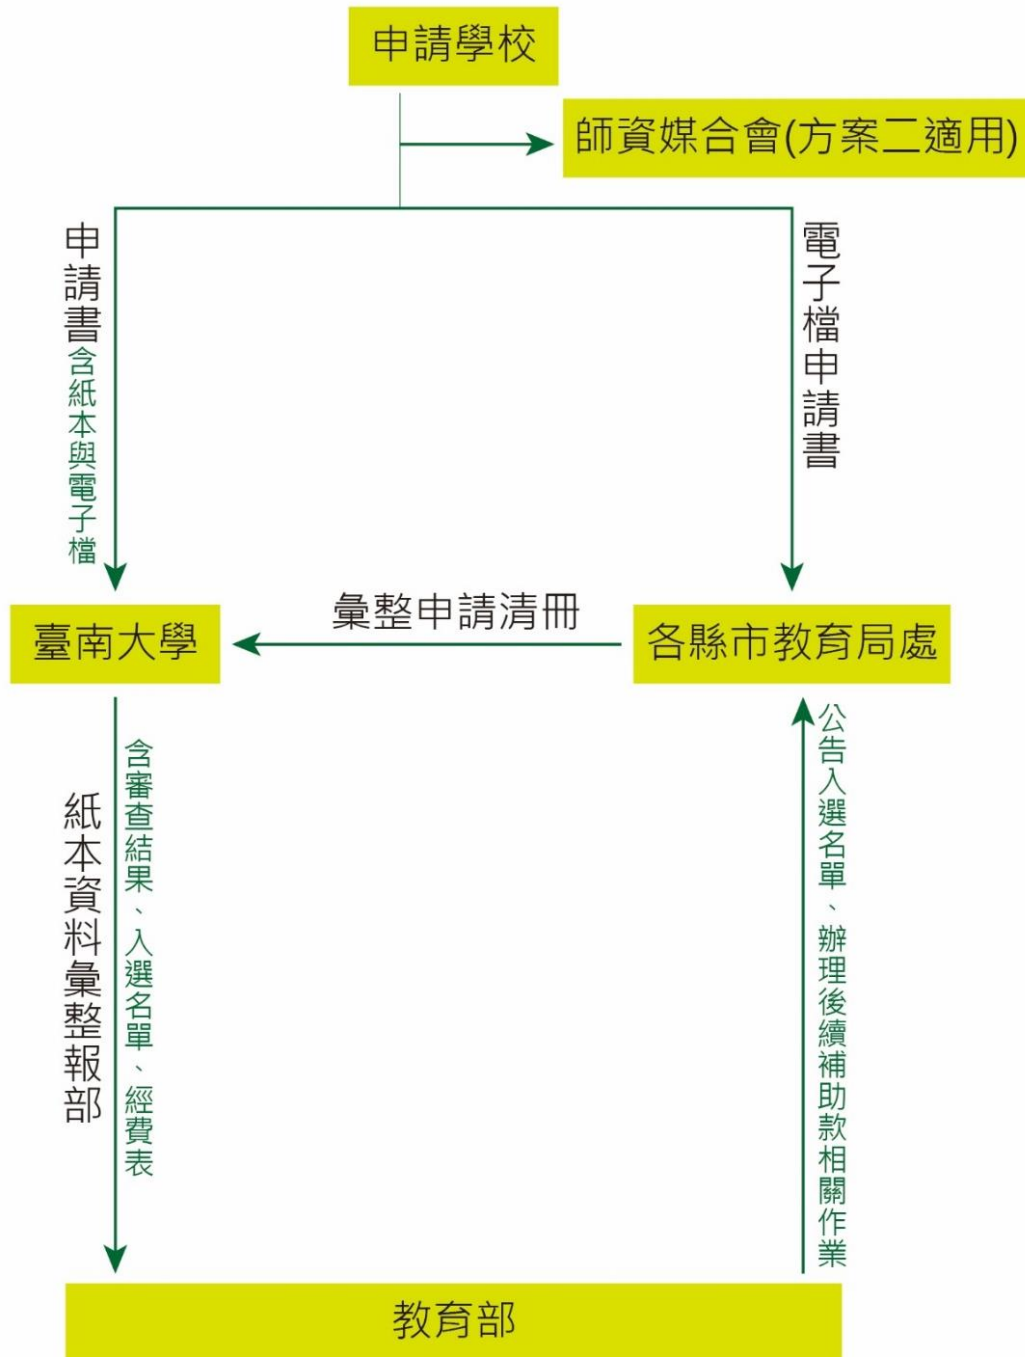 申請學校
師資媒合會(方案二適用)
申請書含紙本與電子檔
電子檔申請書
臺南大學
彙整申請清冊
各縣市教育局處
紙本資料彙整報部
含審查結果、入選名單、經費表
公告入選名單、辦理後續補助款相關作業
教育部